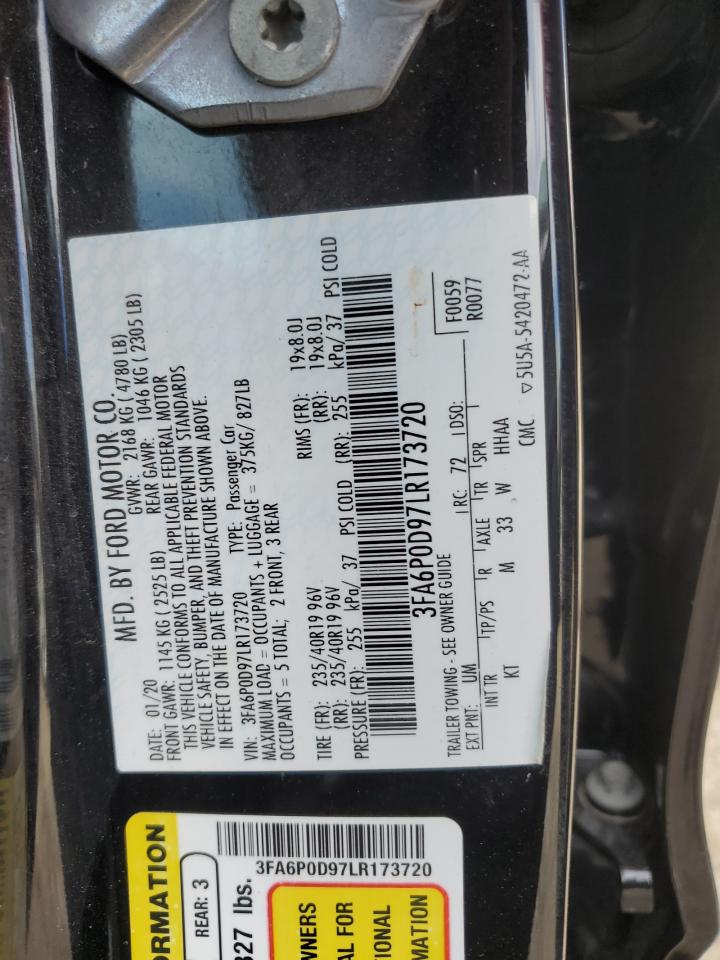 MFD. BY FORD MOTOR CO.
DATE: 01/20 GVWR: 2168 KG ( 4780 LB)
FRONT GAWR: 1145 KG ( 2525 LB) REAR GAWR: 1046 KG ( 2305 LB)
THIS VEHICLE CONFORMS TO ALL APPLICABLE FEDERAL MOTOR
VEHICLE SAFETY, BUMPER, AND THEFT PREVENTION STANDARDS
IN EFFECT ON THE DATE OF MANUFACTURE SHOWN ABOVE.
VIN: 3FA6P0D97LR173720 TYPE: Passenger Car
MAXIMUM LOAD = OCCUPANTS + LUGGAGE = 375KG/ 827LB
OCCUPANTS = 5 TOTAL; 2 FRONT, 3 REAR
TIRE (FR): 235/40R19 96V RIMS (FR): 19x8.0J
(RR): 235/40R19 96V (RR): 19x8.0J
PRESSURE (FR): 255 kPa/ 37 PSI COLD (RR): 255 kPa/ 37 PSI COLD
3FA6P0D97LR173720
TRAILER TOWING - SEE OWNER GUIDE
F0059
R0077
EXT PNT: UM RC: 72 DSO:
INT TR TP/PS R AXLE TR SPR
KT M 33 W HHAA
CMC 5U5A-5420472-AA
ORMATION
REAR: 3
327 lbs.
3FA6P0D97LR173720
WNERS
AL FOR
TIONAL
MATION